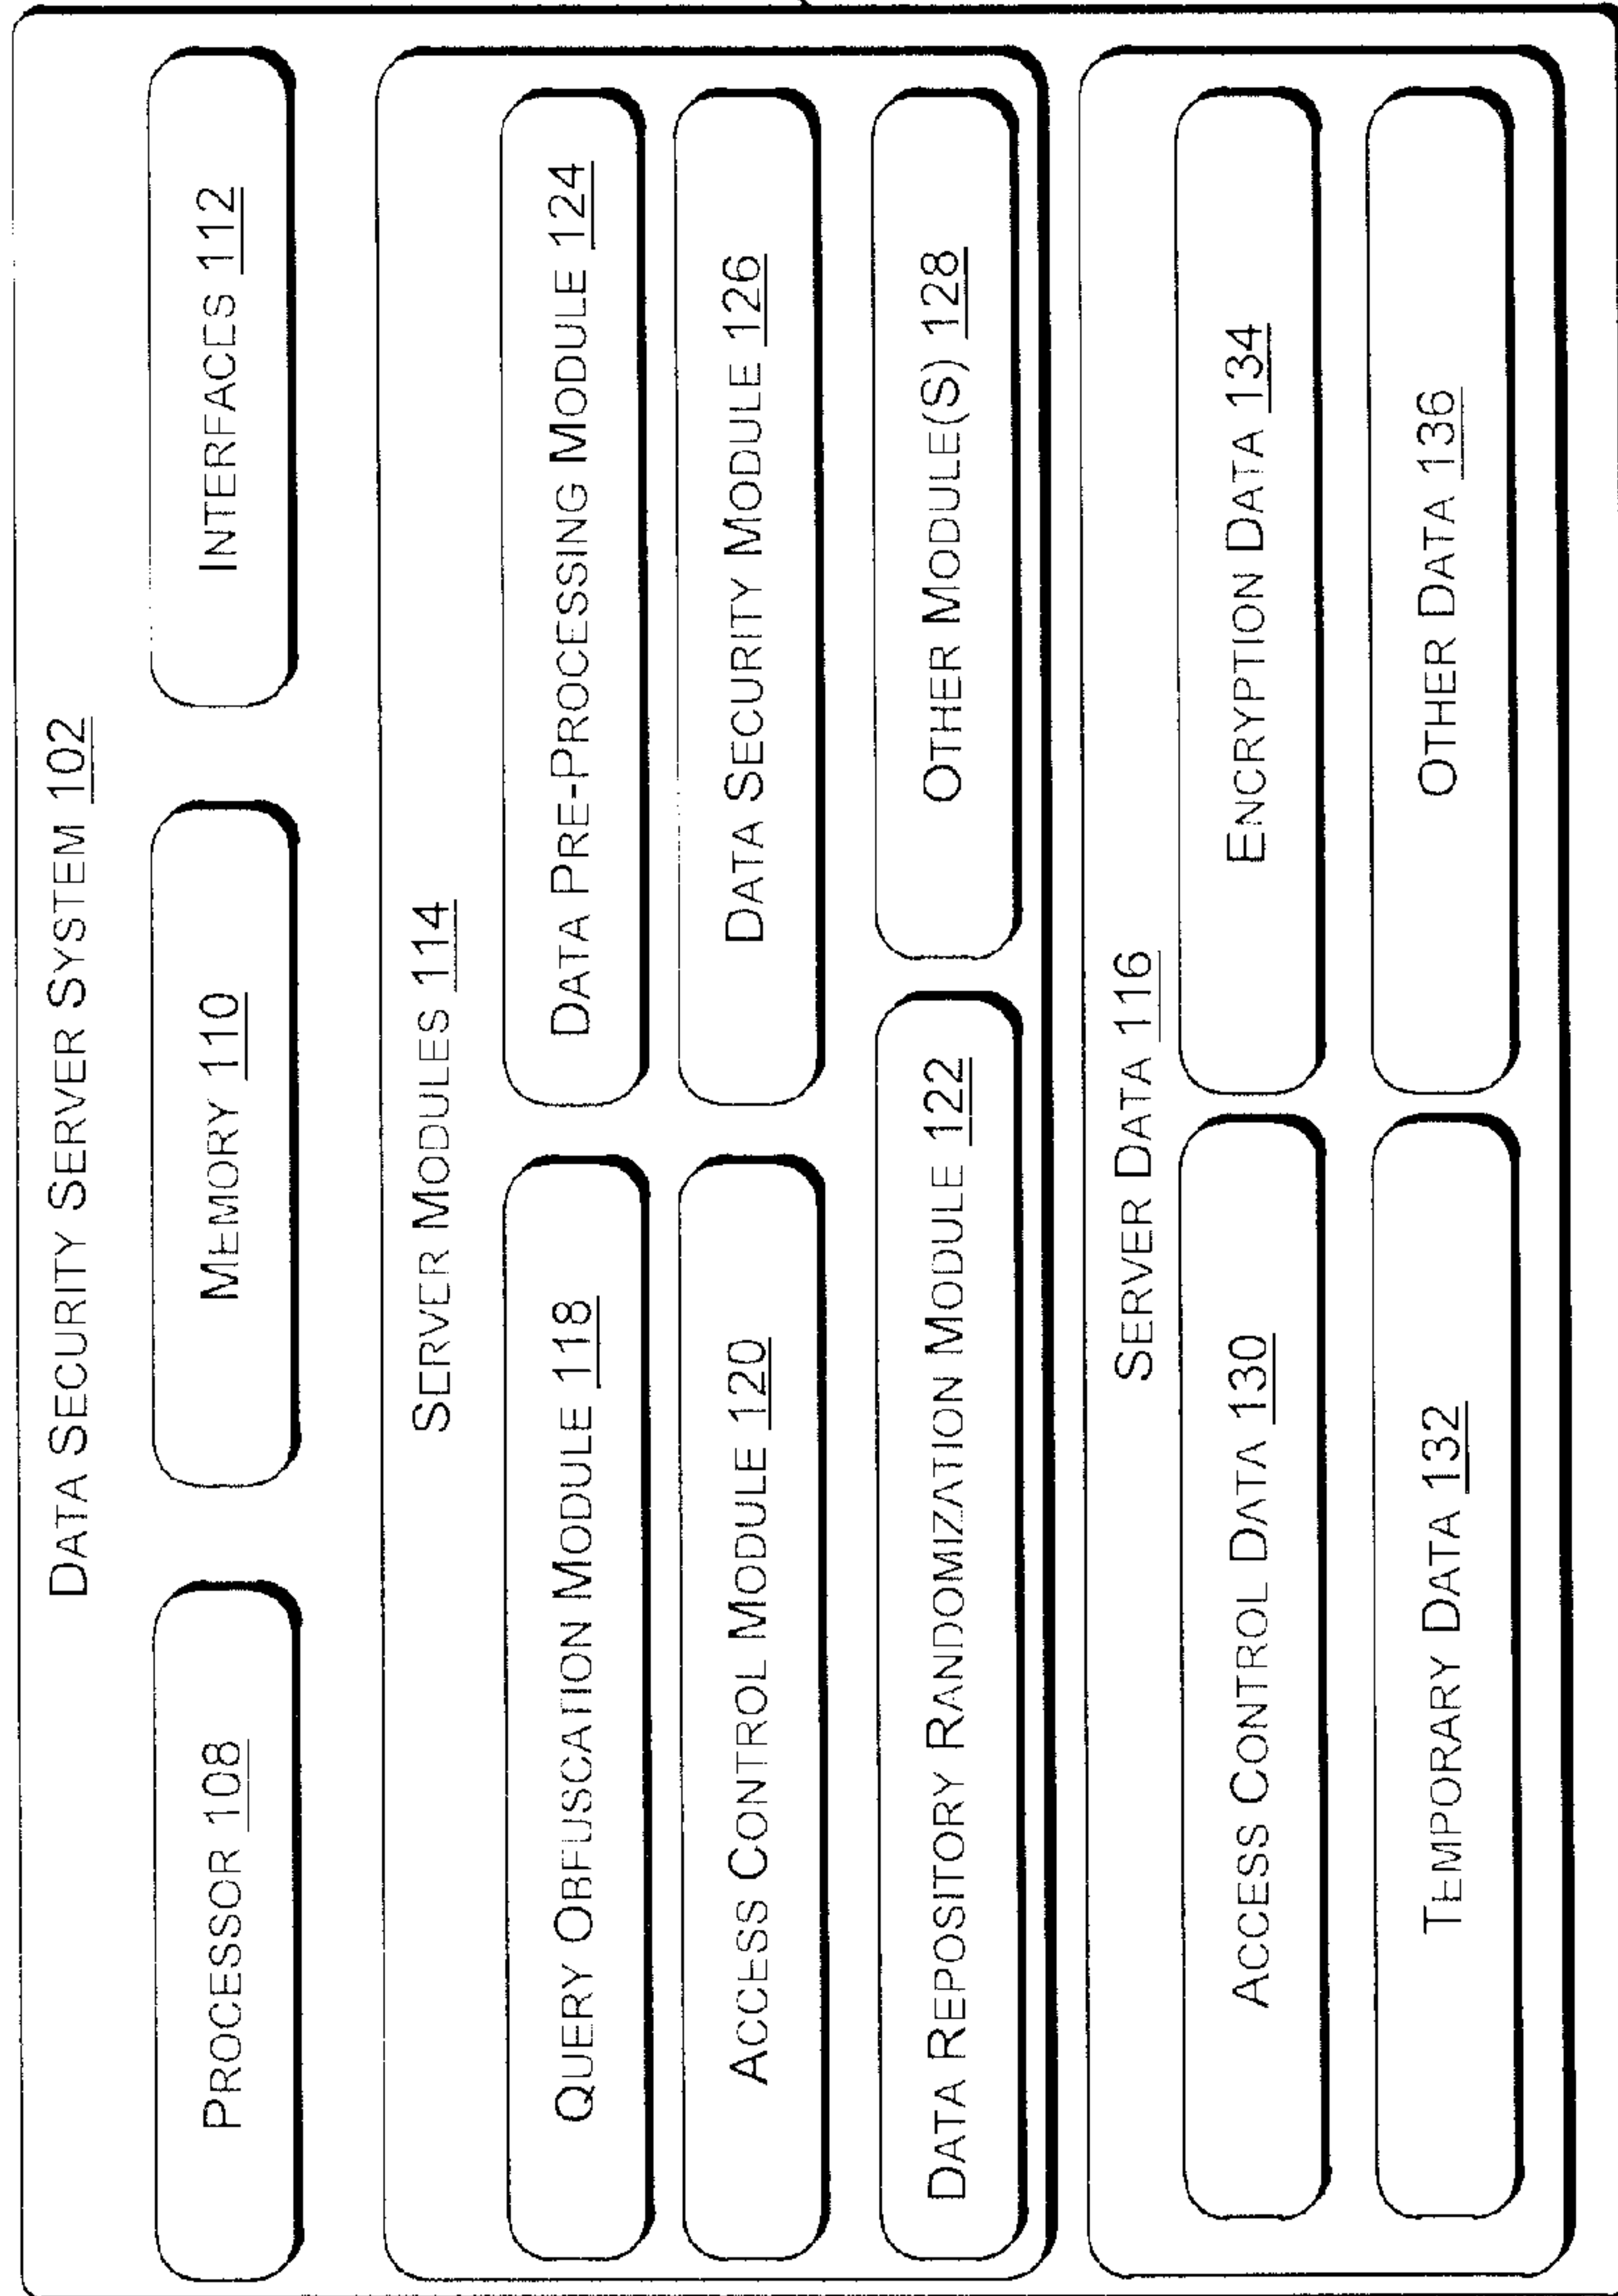 DATA SECURITY SERVER SYSTEM 102
PROCESSOR 108
MEMORY 110
INTERFACES 112
SERVER MODULES 114
QUERY OBFUSCATION MODULE 118
DATA PRE-PROCESSING MODULE 124
ACCESS CONTROL MODULE 120
DATA SECURITY MODULE 126
DATA REPOSITORY RANDOMIZATION MODULE 122
OTHER MODULE(S) 128
SERVER DATA 116
ACCESS CONTROL DATA 130
ENCRYPTION DATA 134
TEMPORARY DATA 132
OTHER DATA 136